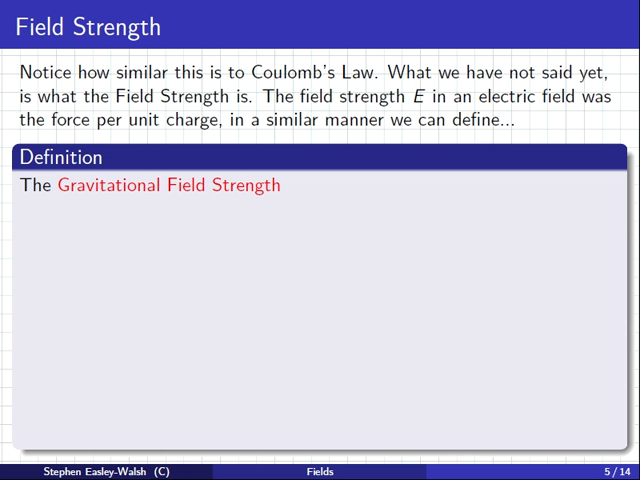 Field Strength
Notice how similar this is to Coulomb's Law. What we have not said yet,
is what the Field Strength is. The field strength E in an electric field was
the force per unit charge, in a similar manner we can define...
Definition
The Gravitational Field Strength
Stephen Easley-Walsh (C)
Fields
5 / 14